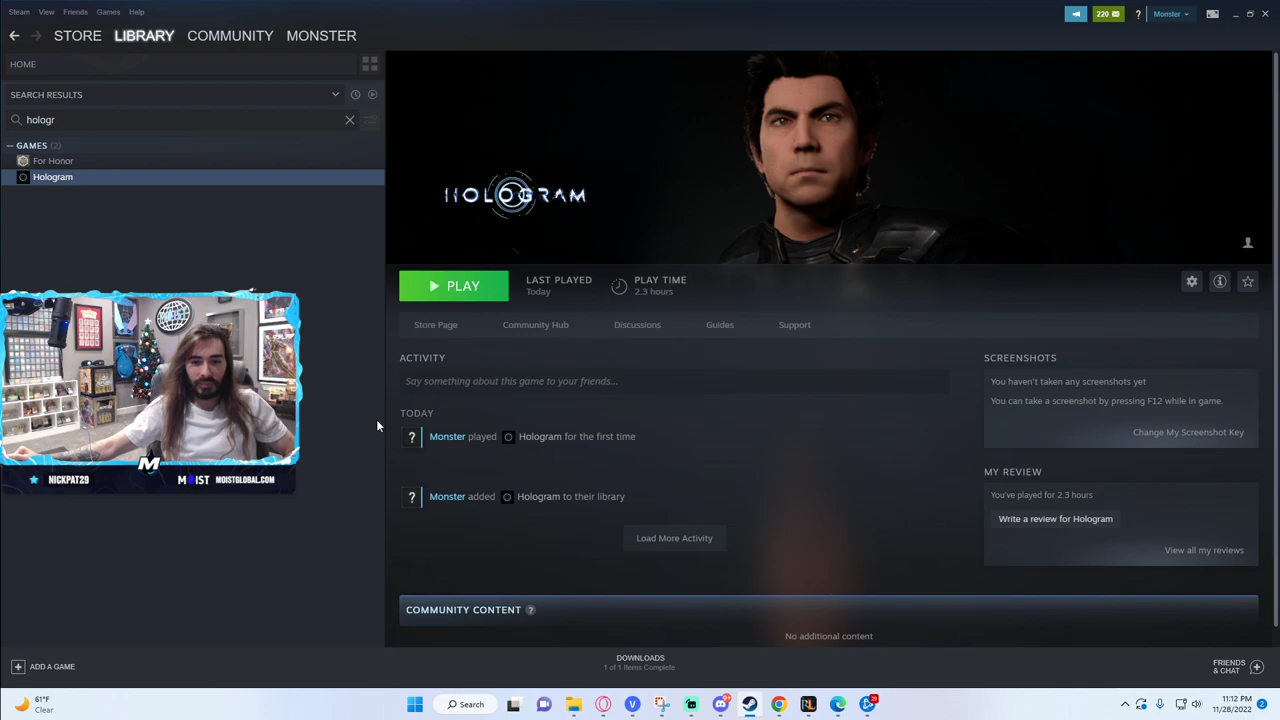 Steam View Friends Games Help
220 ? Monster
STORE LIBRARY COMMUNITY MONSTER
HOME
SEARCH RESULTS
hologr
GAMES (2)
For Honor
Hologram
HOLOGRAM
PLAY
LAST PLAYED
Today
PLAY TIME
2.3 hours
Store Page Community Hub Discussions Guides Support
ACTIVITY
Say something about this game to your friends...
TODAY
? Monster played Hologram for the first time
? Monster added Hologram to their library
Load More Activity
SCREENSHOTS
You haven't taken any screenshots yet
You can take a screenshot by pressing F12 while in game.
Change My Screenshot Key
MY REVIEW
You've played for 2.3 hours
Write a review for Hologram
View all my reviews
COMMUNITY CONTENT ?
No additional content
M
NICKPAT29 MOIST MOISTGLOBAL.COM
ADD A GAME
DOWNLOADS
1 of 1 Items Complete
FRIENDS
& CHAT
61°F
Clear
Search
11:12 PM
11/28/2022